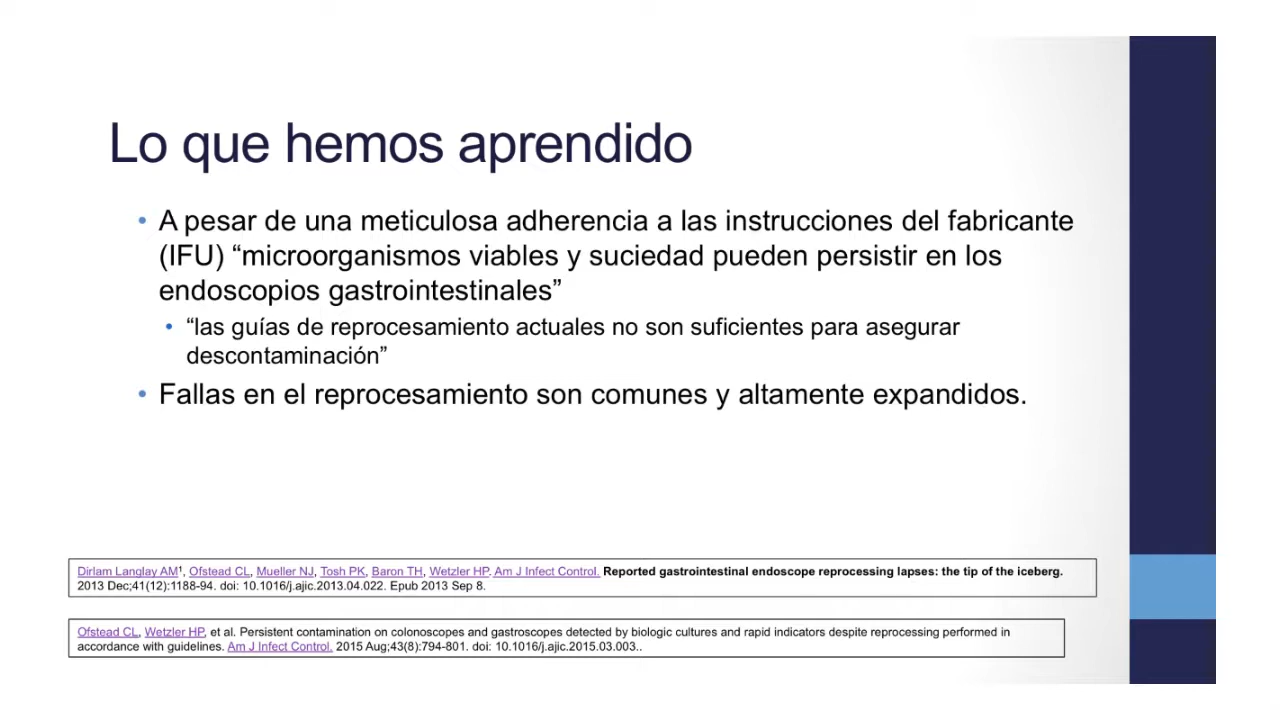 Lo que hemos aprendido
• A pesar de una meticulosa adherencia a las instrucciones del fabricante
(IFU) “microorganismos viables y suciedad pueden persistir en los
endoscopios gastrointestinales”
• “las guías de reprocesamiento actuales no son suficientes para asegurar
descontaminación”
• Fallas en el reprocesamiento son comunes y altamente expandidos.
Dirlam Langlay AM¹, Ofstead CL, Mueller NJ, Tosh PK, Baron TH, Wetzler HP. Am J Infect Control. Reported gastrointestinal endoscope reprocessing lapses: the tip of the iceberg.
2013 Dec;41(12):1188-94. doi: 10.1016/j.ajic.2013.04.022. Epub 2013 Sep 8.
Ofstead CL, Wetzler HP, et al. Persistent contamination on colonoscopes and gastroscopes detected by biologic cultures and rapid indicators despite reprocessing performed in
accordance with guidelines. Am J Infect Control. 2015 Aug;43(8):794-801. doi: 10.1016/j.ajic.2015.03.003..